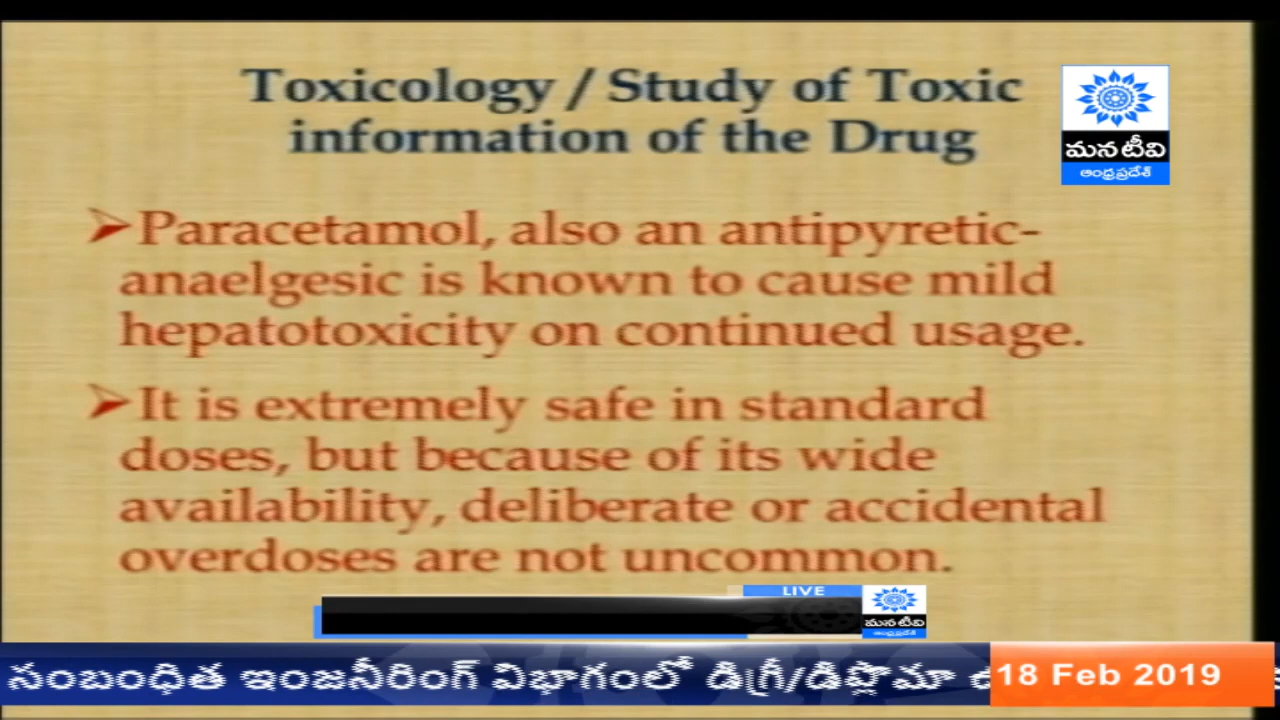 Toxicology / Study of Toxic
information of the Drug
మన టీవి
ఆంధ్రప్రదేశ్
➢Paracetamol, also an antipyretic-
anaelgesic is known to cause mild
hepatotoxicity on continued usage.
➢It is extremely safe in standard
doses, but because of its wide
availability, deliberate or accidental
overdoses are not uncommon.
LIVE
మన టీవి
ఆంధ్రప్రదేశ్
సంబంధిత ఇంజనీరింగ్ విభాగంలో డిగ్రీ/డిప్లొమా
18 Feb 2019